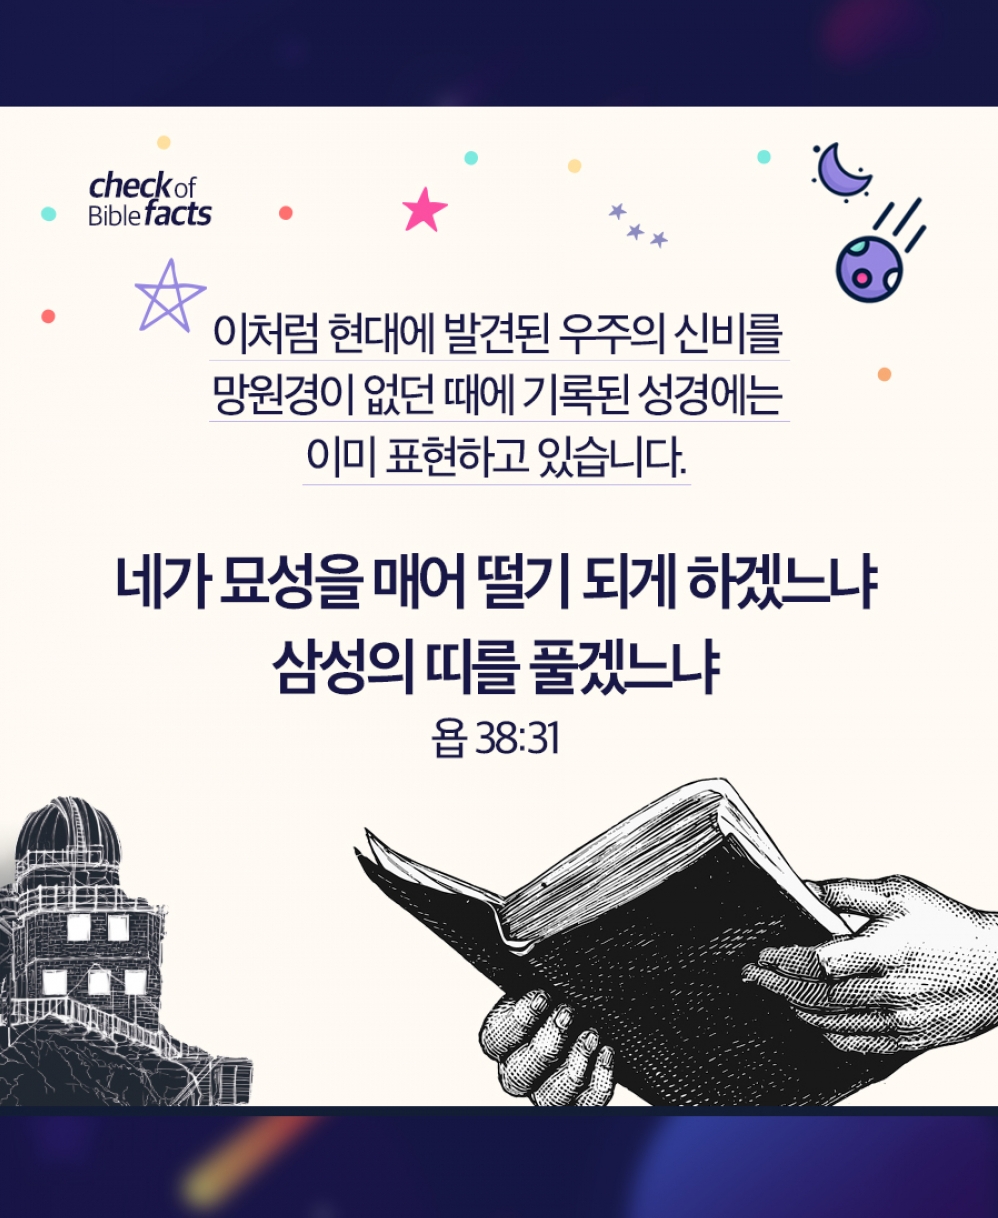 check of
Bible facts
이처럼 현대에 발견된 우주의 신비를
망원경이 없던 때에 기록된 성경에는
이미 표현하고 있습니다.
네가 묘성을 매어 떨기 되게 하겠느냐
삼성의 띠를 풀겠느냐
욥 38:31